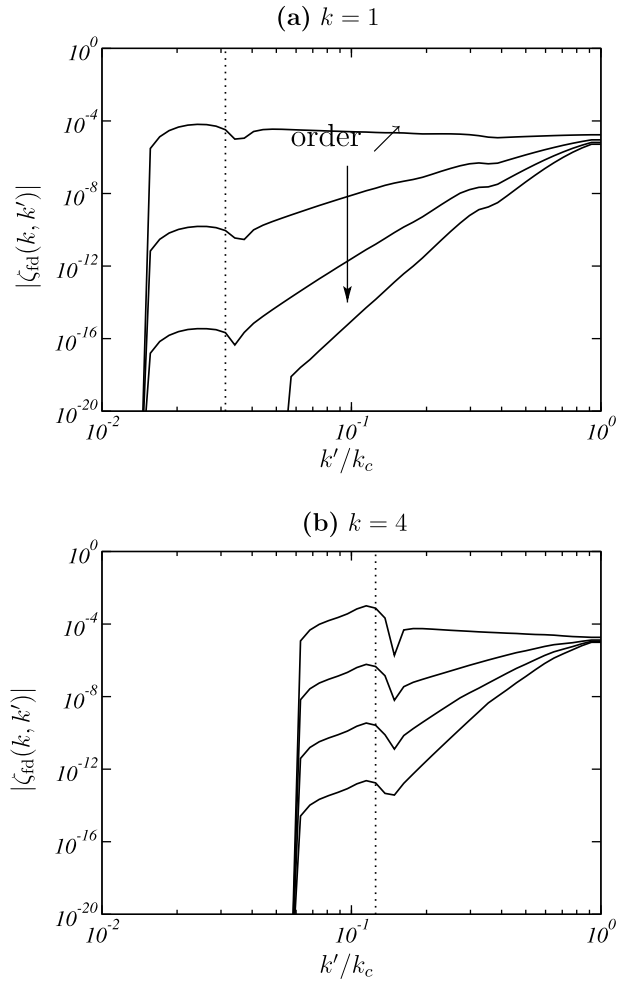 (a) k = 1
10^0
10^-4
10^-8
10^-12
10^-16
10^-20
|ζ_fd(k, k′)|
order ↗
10^-2 10^-1 10^0
k′/k_c
(b) k = 4
10^0
10^-4
10^-8
10^-12
10^-16
10^-20
|ζ_fd(k, k′)|
10^-2 10^-1 10^0
k′/k_c